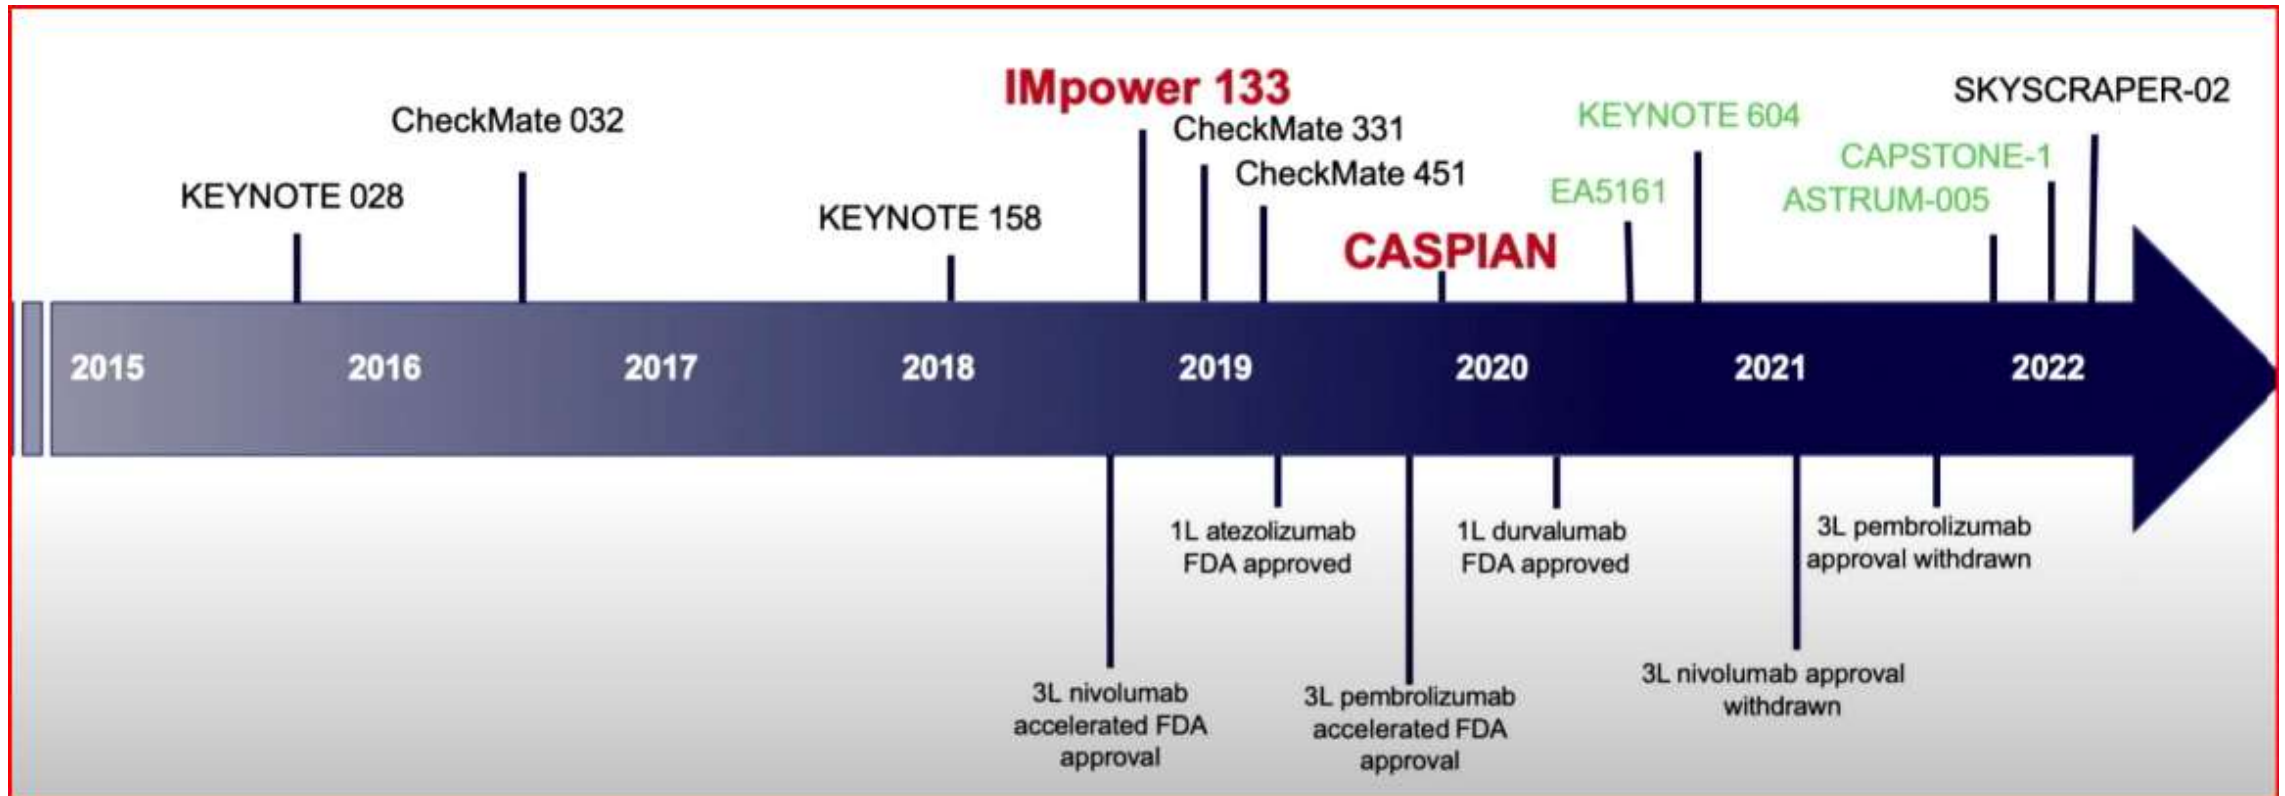 IMpower 133
SKYSCRAPER-02
CheckMate 032
KEYNOTE 604
CheckMate 331
CAPSTONE-1
CheckMate 451
KEYNOTE 028
EA5161
ASTRUM-005
KEYNOTE 158
CASPIAN
2015
2016
2017
2018
2019
2020
2021
2022
1L atezolizumab
FDA approved
1L durvalumab
FDA approved
3L pembrolizumab
approval withdrawn
3L nivolumab
accelerated FDA
approval
3L pembrolizumab
accelerated FDA
approval
3L nivolumab approval
withdrawn